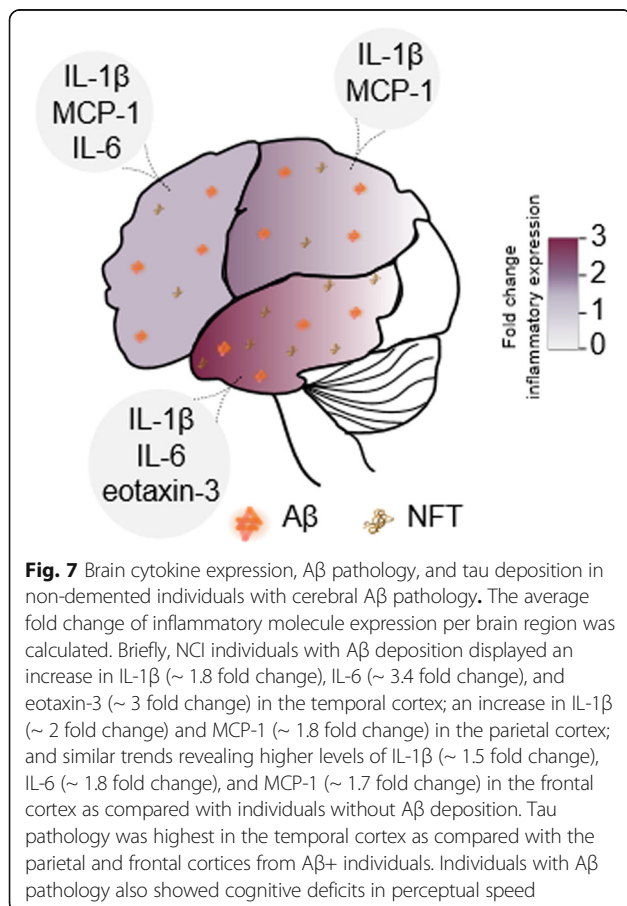 IL-1β
MCP-1
IL-6
IL-1β
MCP-1
Fold change
inflammatory expression
3
2
1
0
IL-1β
IL-6
eotaxin-3
Aβ
NFT
Fig. 7 Brain cytokine expression, Aβ pathology, and tau deposition in
non-demented individuals with cerebral Aβ pathology. The average
fold change of inflammatory molecule expression per brain region was
calculated. Briefly, NCI individuals with Aβ deposition displayed an
increase in IL-1β (~ 1.8 fold change), IL-6 (~ 3.4 fold change), and
eotaxin-3 (~ 3 fold change) in the temporal cortex; an increase in IL-1β
(~ 2 fold change) and MCP-1 (~ 1.8 fold change) in the parietal cortex;
and similar trends revealing higher levels of IL-1β (~ 1.5 fold change),
IL-6 (~ 1.8 fold change), and MCP-1 (~ 1.7 fold change) in the frontal
cortex as compared with individuals without Aβ deposition. Tau
pathology was highest in the temporal cortex as compared with the
parietal and frontal cortices from Aβ+ individuals. Individuals with Aβ
pathology also showed cognitive deficits in perceptual speed